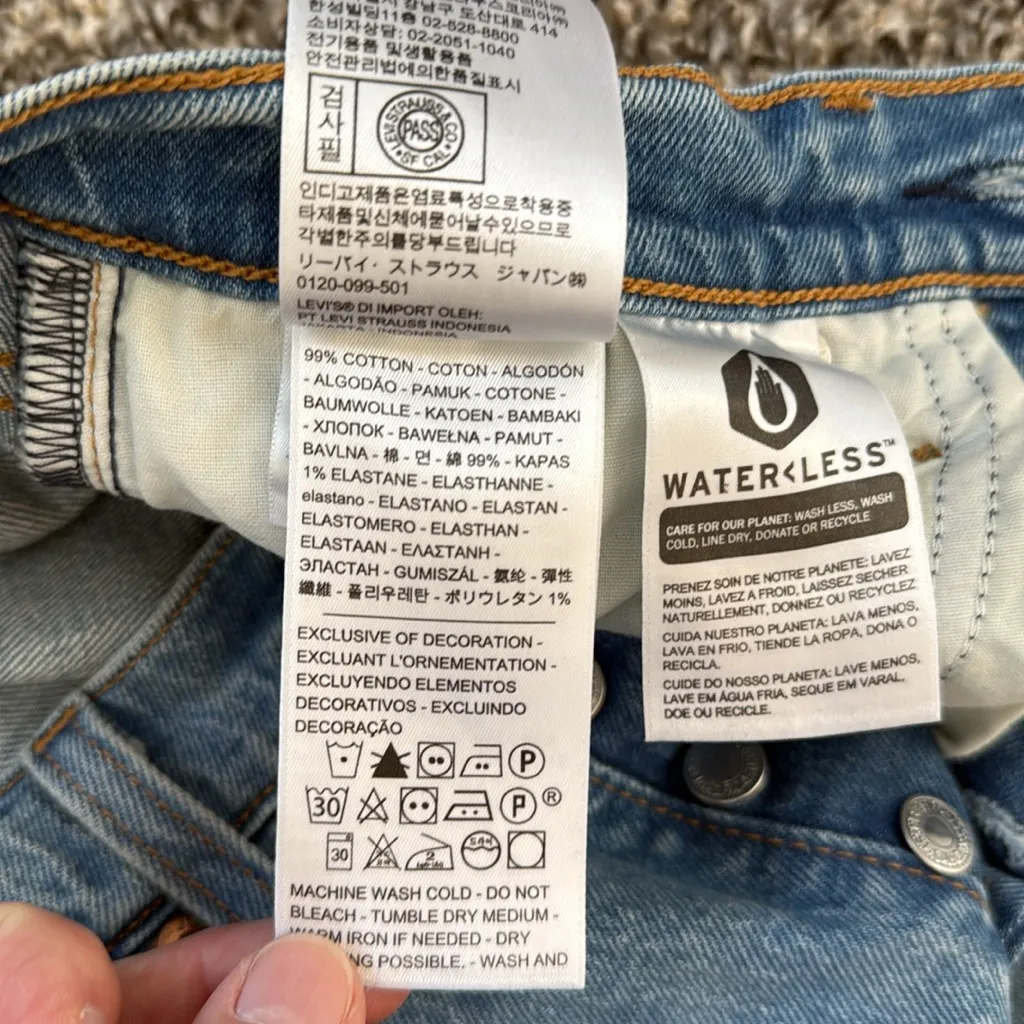 한성빌딩11층 02-528-8800
소비자상담: 02-2051-1040
전기용품 및생활용품
안전관리법에의한품질표시
검사필
LEVI STRAUSS & CO
PASS
SF CAL
인디고제품은염료특성으로착용중
타제품및신체에묻어날수있으므로
각별한주의를당부드립니다
リーバイ・ストラウス ジャパン㈱
0120-099-501
LEVI'S® DI IMPORT OLEH:
PT LEVI STRAUSS INDONESIA
JAKARTA - INDONESIA
99% COTTON - COTON - ALGODÓN
- ALGODÃO - PAMUK - COTONE -
BAUMWOLLE - KATOEN - BAMBAKI
- ХЛОПОК - BAWEŁNA - PAMUT -
BAVLNA - 棉 - 면 - 綿 99% - KAPAS
1% ELASTANE - ELASTHANNE -
elastano - ELASTANO - ELASTAN -
ELASTOMERO - ELASTHAN -
ELASTAAN - ΕΛΑΣΤΑΝΗ -
ЭЛАСТАН - GUMISZÁL - 氨纶 - 彈性
纖維 - 폴리우레탄 - ポリウレタン 1%
EXCLUSIVE OF DECORATION -
EXCLUANT L'ORNEMENTATION -
EXCLUYENDO ELEMENTOS
DECORATIVOS - EXCLUINDO
DECORAÇÃO
P
30 P ®
30 2
MACHINE WASH COLD - DO NOT
BLEACH - TUMBLE DRY MEDIUM -
WARM IRON IF NEEDED - DRY
NG POSSIBLE. - WASH AND
WATER<LESS™
CARE FOR OUR PLANET: WASH LESS, WASH
COLD, LINE DRY, DONATE OR RECYCLE
PRENEZ SOIN DE NOTRE PLANETE: LAVEZ
MOINS, LAVEZ A FROID, LAISSEZ SECHER
NATURELLEMENT, DONNEZ OU RECYCLEZ
CUIDA NUESTRO PLANETA: LAVA MENOS,
LAVA EN FRIO, TIENDE LA ROPA, DONA O
RECICLA.
CUIDE DO NOSSO PLANETA: LAVE MENOS,
LAVE EM ÁGUA FRIA, SEQUE EM VARAL,
DOE OU RECICLE.